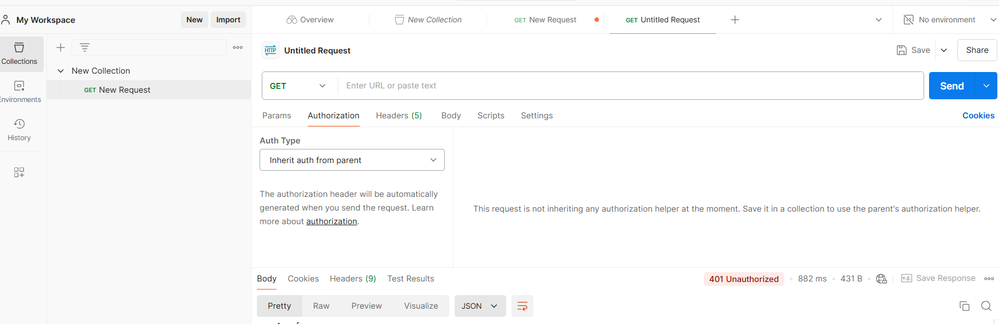 My Workspace
New
Import
Overview
New Collection
GET New Request
GET Untitled Request
No environment
Collections
Environments
History
New Collection
GET New Request
HTTP
Untitled Request
Save
Share
GET
Enter URL or paste text
Send
Params
Authorization
Headers (5)
Body
Scripts
Settings
Cookies
Auth Type
Inherit auth from parent
The authorization header will be automatically
generated when you send the request. Learn
more about authorization.
This request is not inheriting any authorization helper at the moment. Save it in a collection to use the parent's authorization helper.
Body
Cookies
Headers (9)
Test Results
401 Unauthorized
882 ms
431 B
e.g.
Save Response
Pretty
Raw
Preview
Visualize
JSON